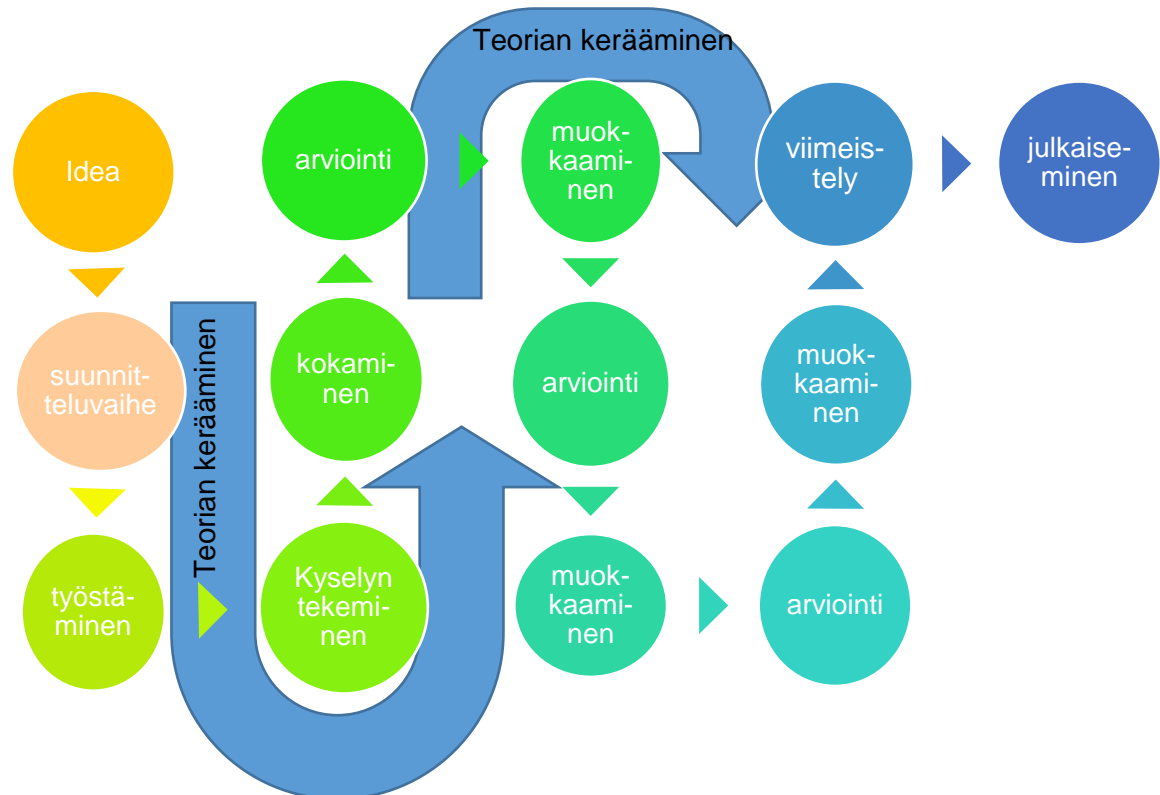 Teorian kerääminen
Idea
suunnit-
teluvaihe
työstä-
minen
Teorian kerääminen
Kyselyn
tekemi-
nen
kokami-
nen
arviointi
muok-
kaami-
nen
arviointi
muok-
kaami-
nen
arviointi
muok-
kaami-
nen
viimeis-
tely
julkaise-
minen